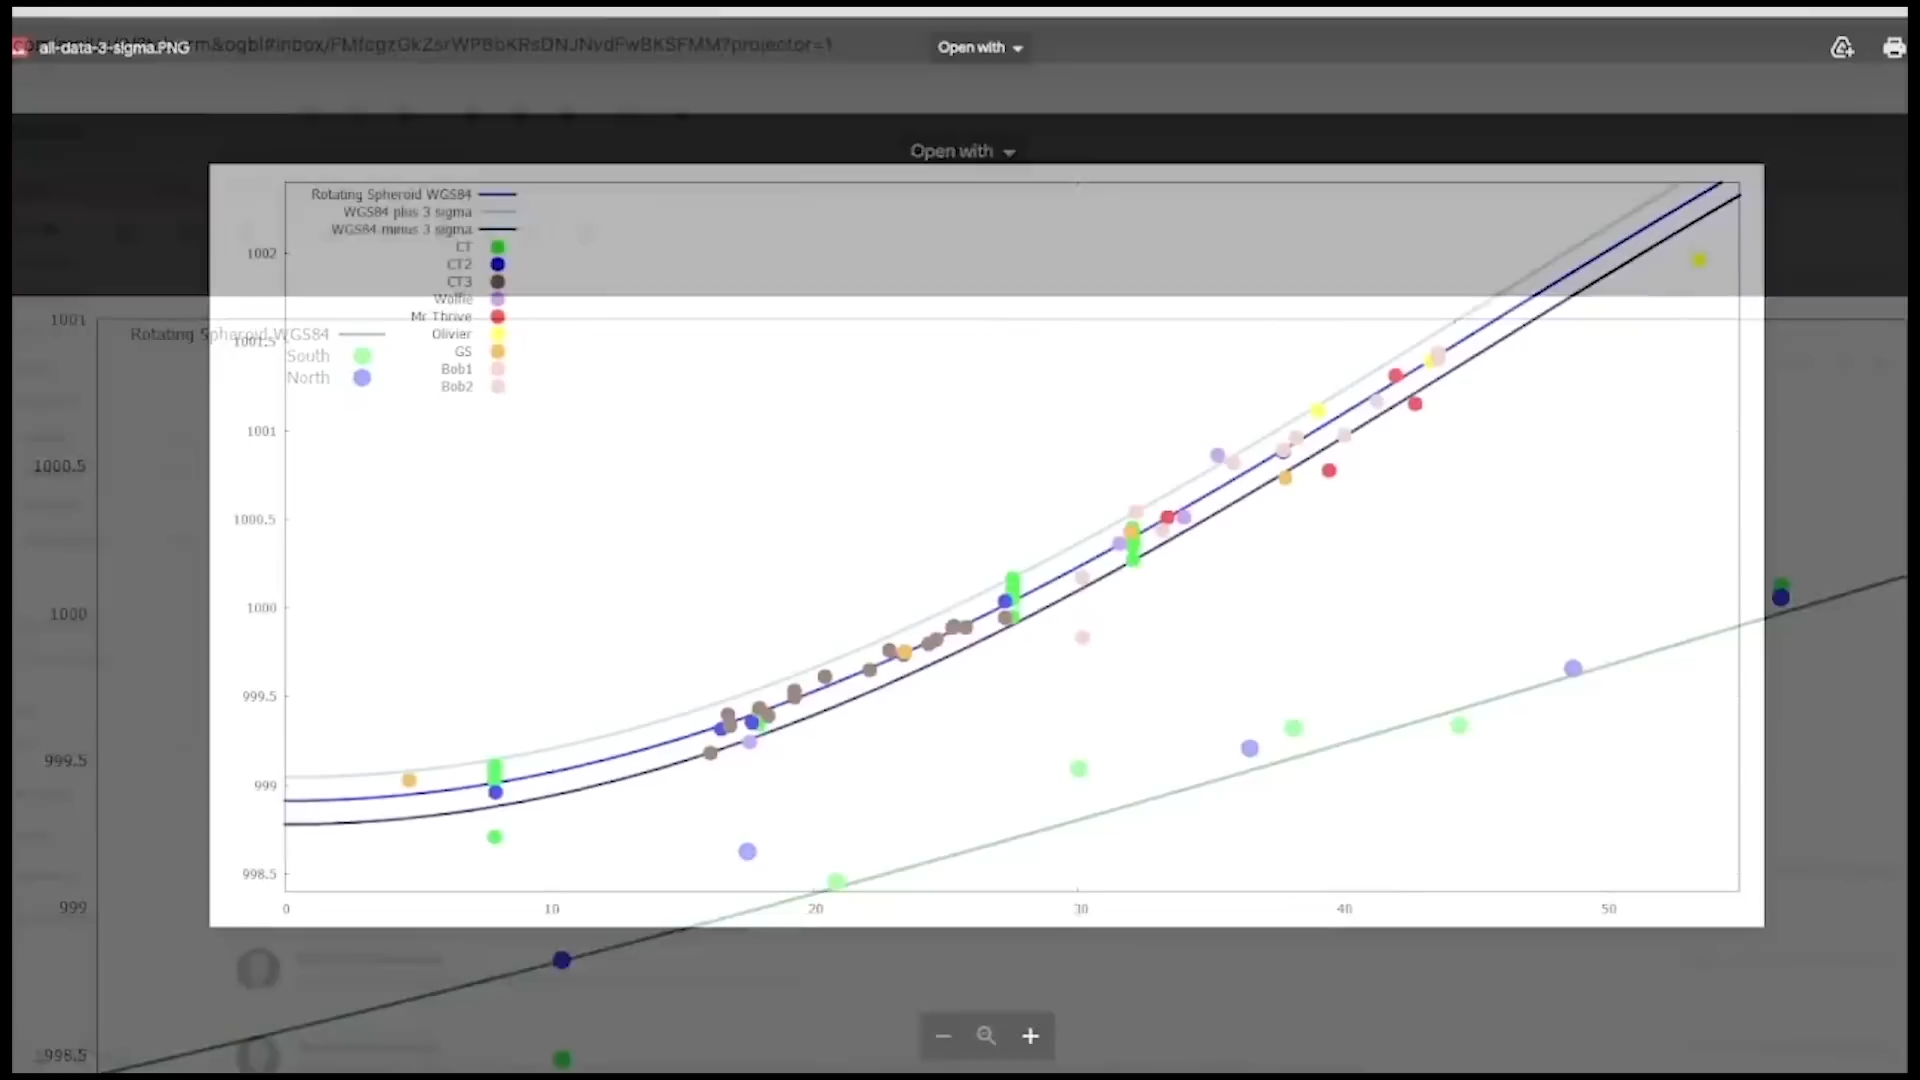 all-data-3-sigma.PNG
Open with
Open with
Rotating Spheroid WGS84
WGS84 plus 3 sigma
WGS84 minus 3 sigma
CT
CT2
CT3
Wolfie
Mr Thrive
Olivier
GS
Bob1
Bob2
1002
1001.5
1001
1000.5
1000
999.5
999
998.5
0 10 20 30 40 50
Rotating Spheroid WGS84
South
North
1001
1000.5
1000
999.5
999
998.5